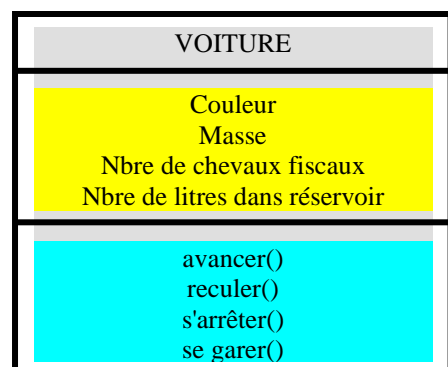 VOITURE
Couleur
Masse
Nbre de chevaux fiscaux
Nbre de litres dans réservoir
avancer()
reculer()
s'arrêter()
se garer()